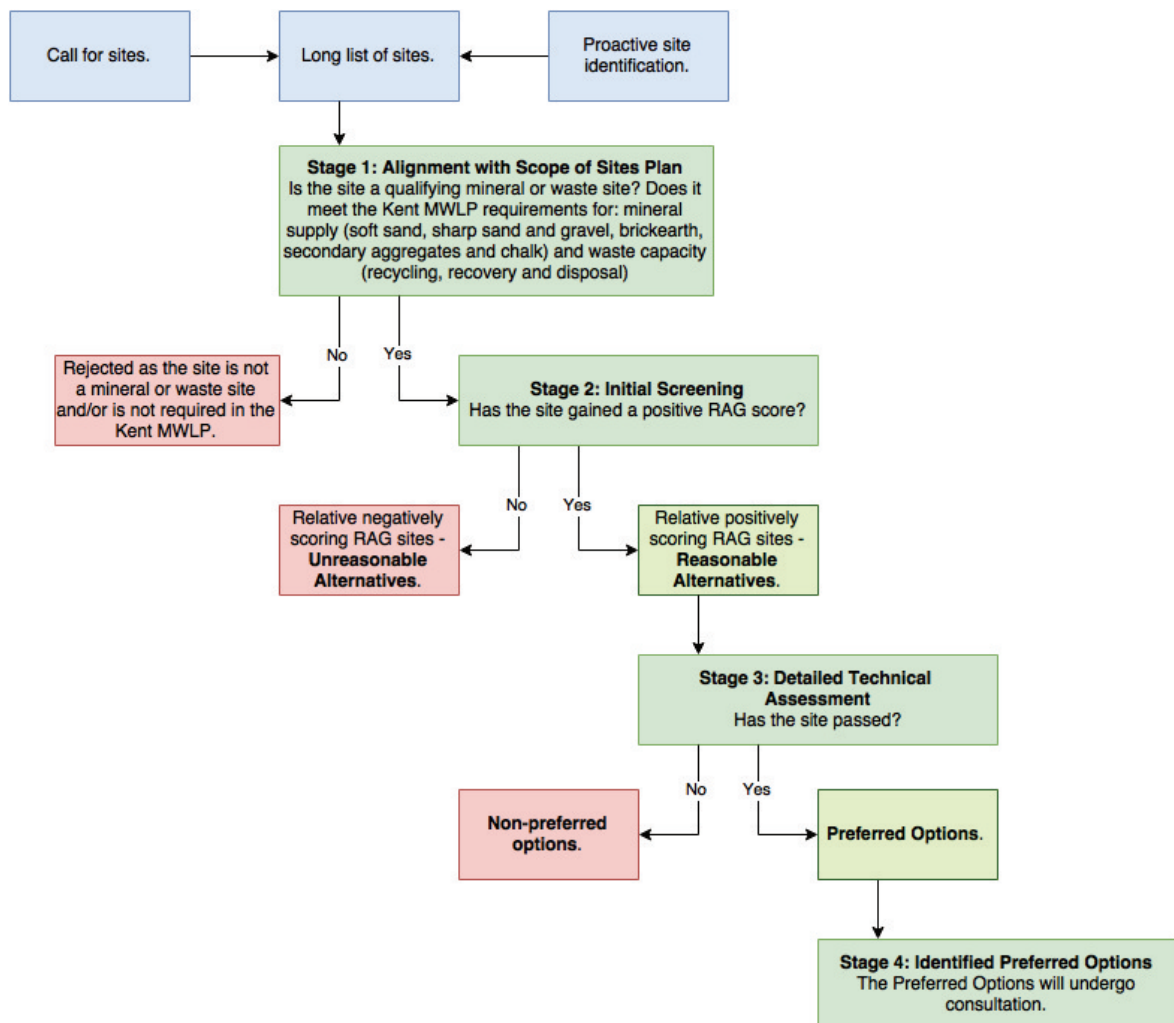 Call for sites.
Long list of sites.
Proactive site
identification.
Stage 1: Alignment with Scope of Sites Plan
Is the site a qualifying mineral or waste site? Does it
meet the Kent MWLP requirements for: mineral
supply (soft sand, sharp sand and gravel, brickearth,
secondary aggregates and chalk) and waste capacity
(recycling, recovery and disposal)
No
Yes
Rejected as the site is not
a mineral or waste site
and/or is not required in the
Kent MWLP.
Stage 2: Initial Screening
Has the site gained a positive RAG score?
No
Yes
Relative negatively
scoring RAG sites -
Unreasonable
Alternatives.
Relative positively
scoring RAG sites -
Reasonable
Alternatives.
Stage 3: Detailed Technical
Assessment
Has the site passed?
No
Yes
Non-preferred
options.
Preferred Options.
Stage 4: Identified Preferred Options
The Preferred Options will undergo
consultation.